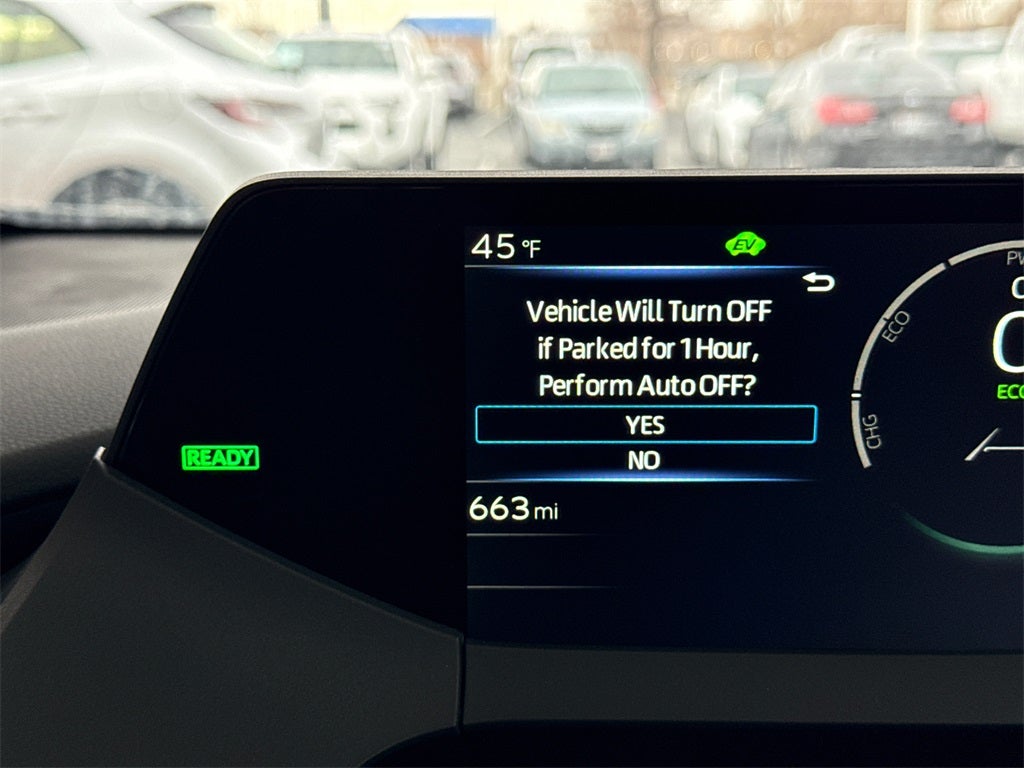 45 °F
EV
Vehicle Will Turn OFF
if Parked for 1 Hour,
Perform Auto OFF?
YES
NO
READY
663 mi
ECO
CHG